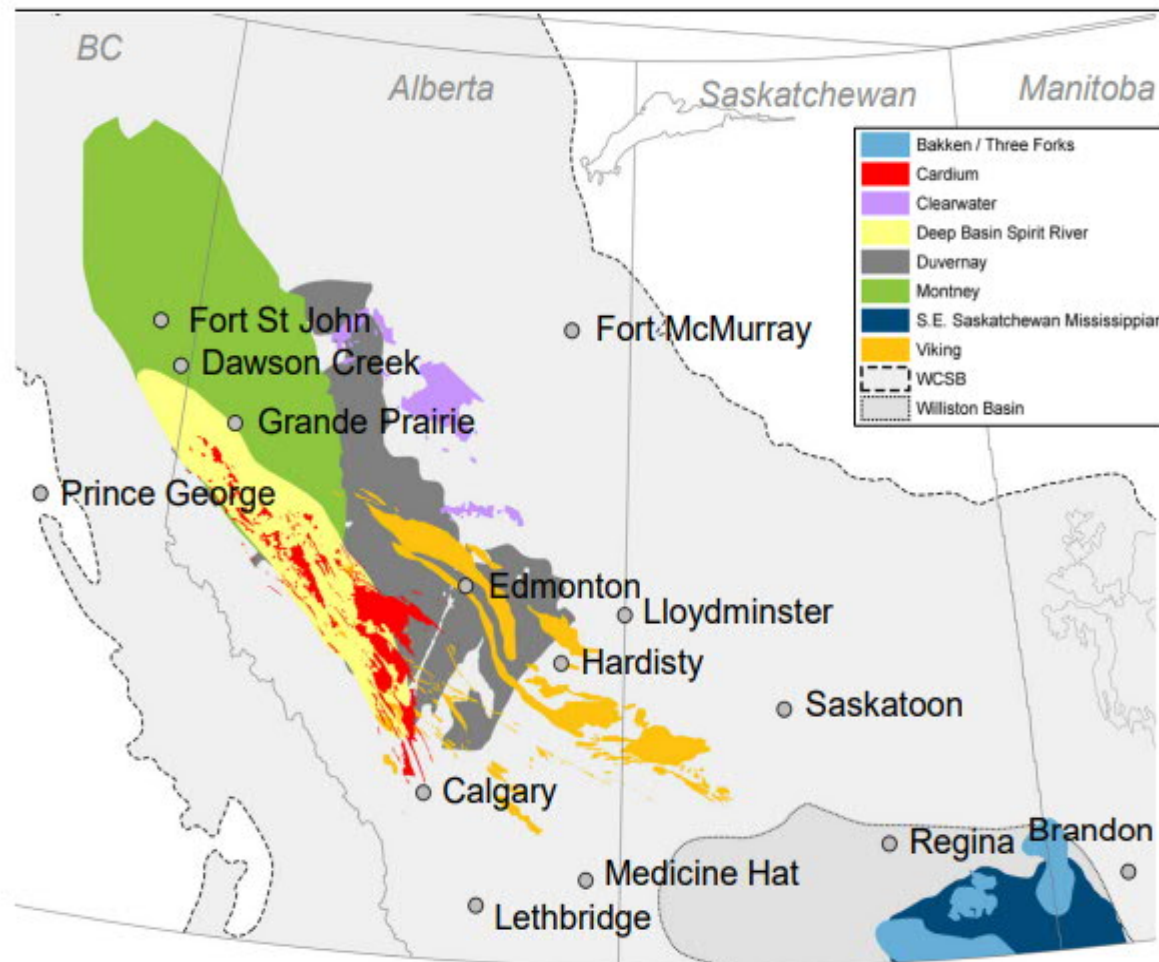 BC
Alberta
Saskatchewan
Manitoba
Bakken / Three Forks
Cardium
Clearwater
Deep Basin Spirit River
Duvernay
Montney
S.E. Saskatchewan Mississippian
Viking
WCSB
Williston Basin
Fort St John
Fort McMurray
Dawson Creek
Grande Prairie
Prince George
Edmonton
Lloydminster
Hardisty
Saskatoon
Calgary
Regina
Brandon
Medicine Hat
Lethbridge